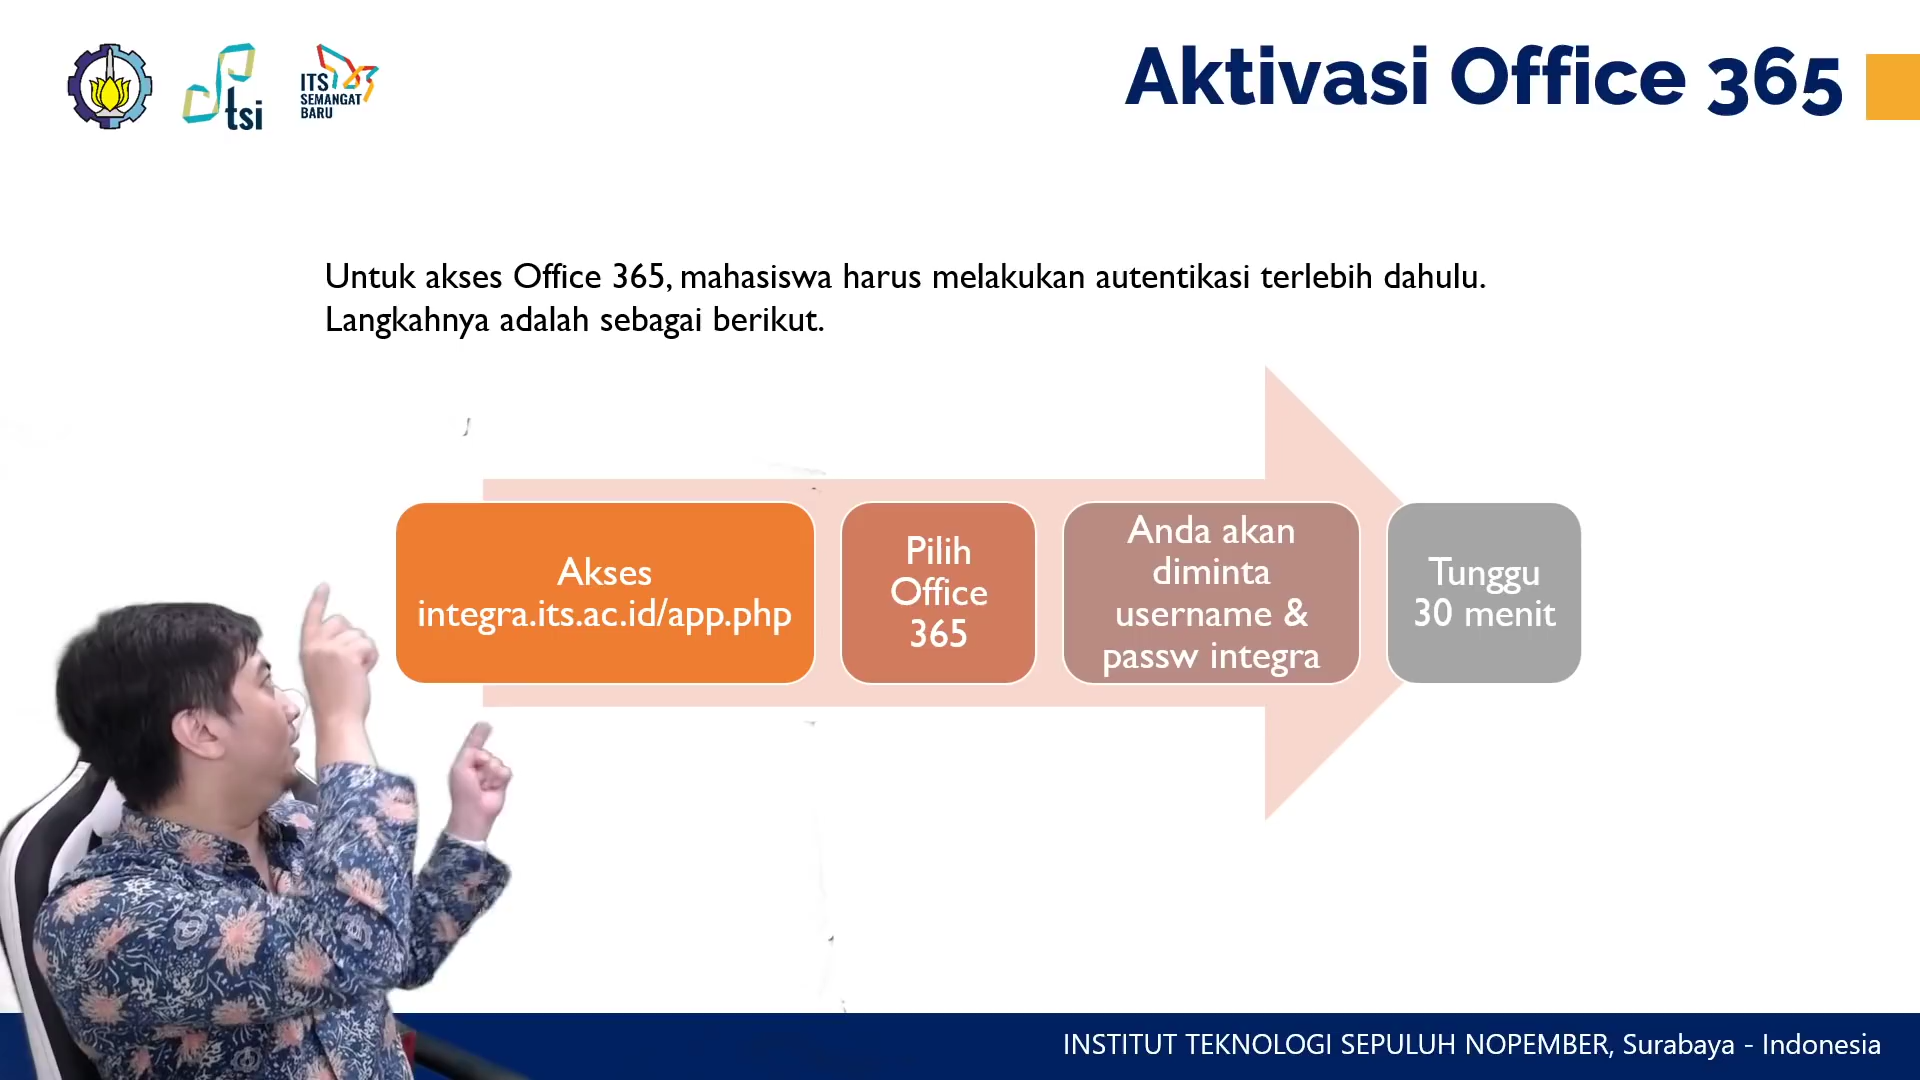 tsi
ITS
SEMANGAT
BARU
Aktivasi Office 365
Untuk akses Office 365, mahasiswa harus melakukan autentikasi terlebih dahulu.
Langkahnya adalah sebagai berikut.
Akses
integra.its.ac.id/app.php
Pilih
Office
365
Anda akan
diminta
username &
passw integra
Tunggu
30 menit
INSTITUT TEKNOLOGI SEPULUH NOPEMBER, Surabaya - Indonesia